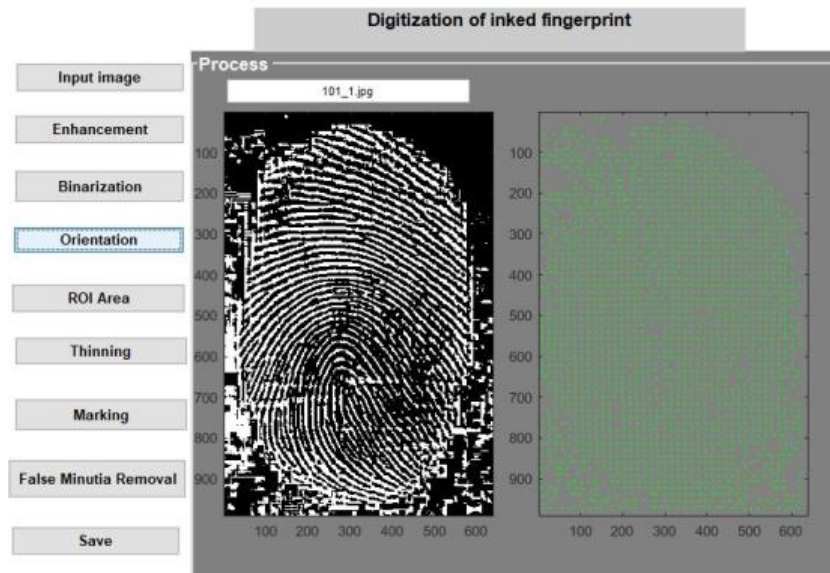 Digitization of inked fingerprint
Process
101_1.jpg
Input image
Enhancement
Binarization
Orientation
ROI Area
Thinning
Marking
False Minutia Removal
Save
100
200
300
400
500
600
700
800
900
100 200 300 400 500 600
100
200
300
400
500
600
700
800
900
100 200 300 400 500 600